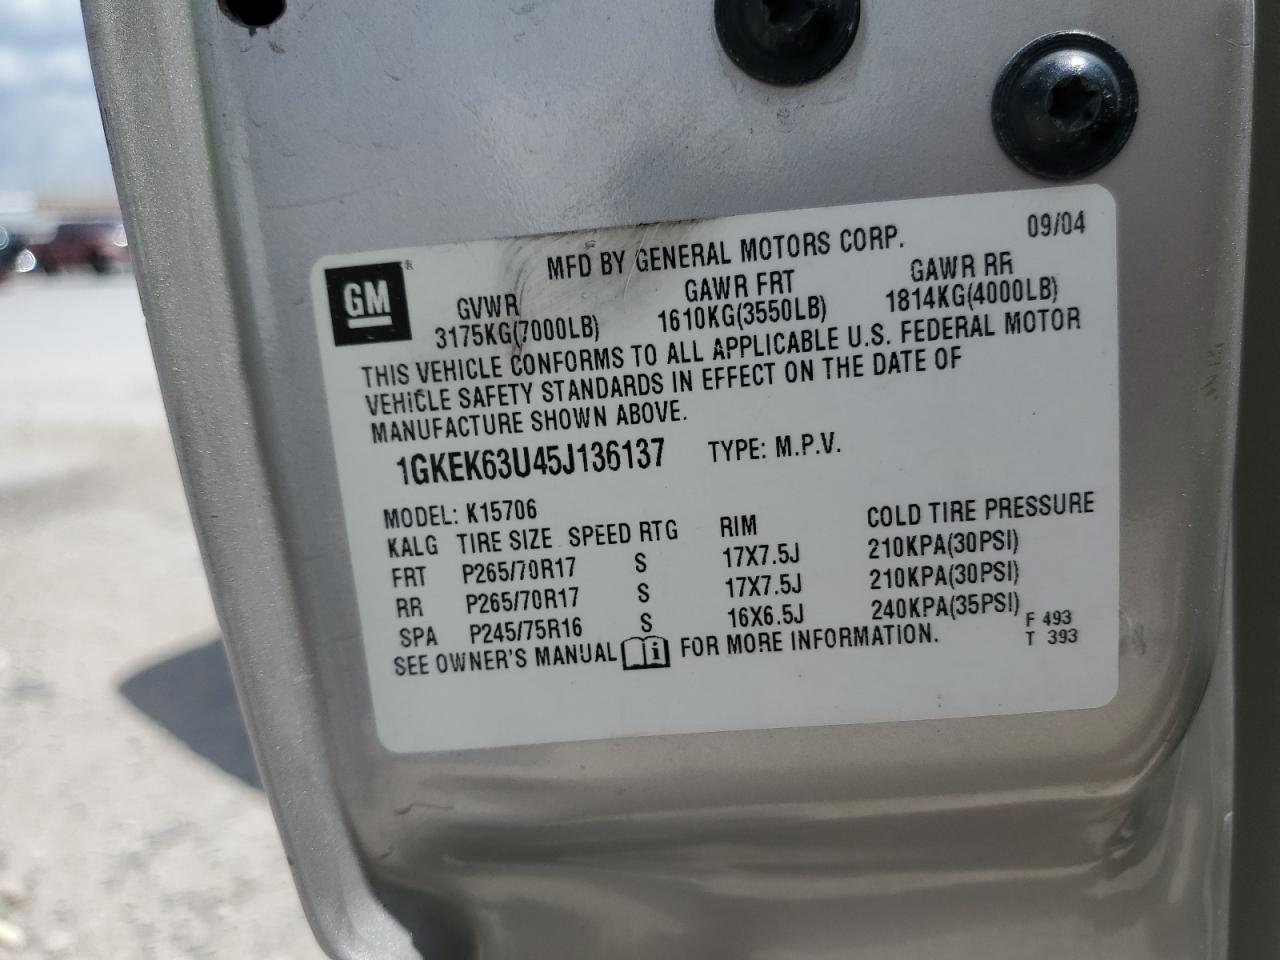 MFD BY GENERAL MOTORS CORP. 09/04
GM®
GVWR GAWR FRT GAWR RR
3175KG(7000LB) 1610KG(3550LB) 1814KG(4000LB)
THIS VEHICLE CONFORMS TO ALL APPLICABLE U.S. FEDERAL MOTOR
VEHICLE SAFETY STANDARDS IN EFFECT ON THE DATE OF
MANUFACTURE SHOWN ABOVE.
1GKEK63U45J136137 TYPE: M.P.V.
MODEL: K15706
KALG TIRE SIZE SPEED RTG RIM COLD TIRE PRESSURE
FRT P265/70R17 S 17X7.5J 210KPA(30PSI)
RR P265/70R17 S 17X7.5J 210KPA(30PSI)
SPA P245/75R16 S 16X6.5J 240KPA(35PSI)
SEE OWNER'S MANUAL i FOR MORE INFORMATION.
F 493
T 393